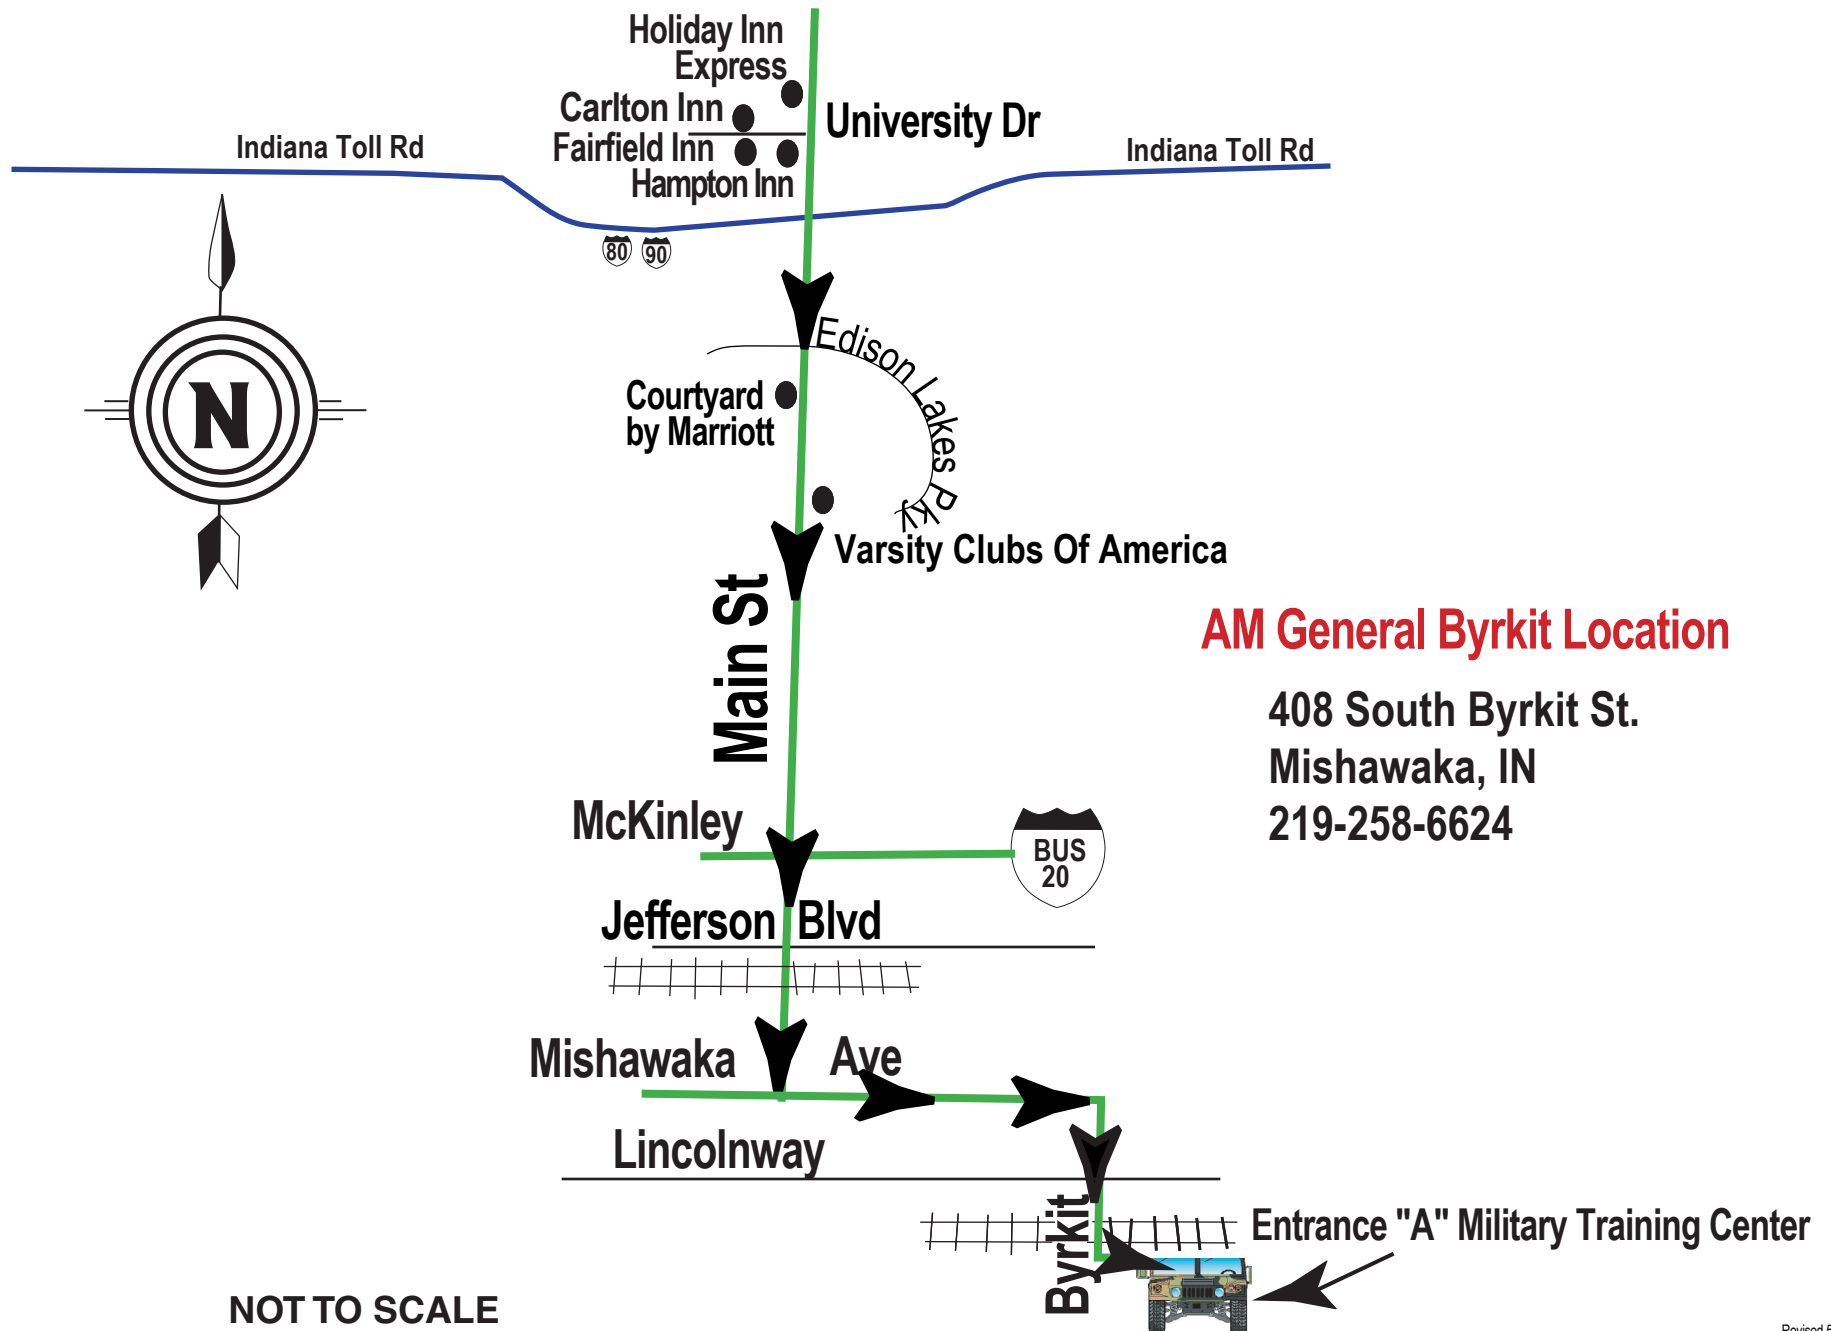 Holiday Inn
Express
Carlton Inn
University Dr
Fairfield Inn
Hampton Inn
Indiana Toll Rd
Indiana Toll Rd
80
90
Edison Lakes Pky
Courtyard
by Marriott
N
Varsity Clubs Of America
Main St
AM General Byrkit Location
408 South Byrkit St.
Mishawaka, IN
219-258-6624
McKinley
BUS
20
Jefferson Blvd
Mishawaka Ave
Lincolnway
Byrkit
Entrance "A" Military Training Center
NOT TO SCALE
Revised